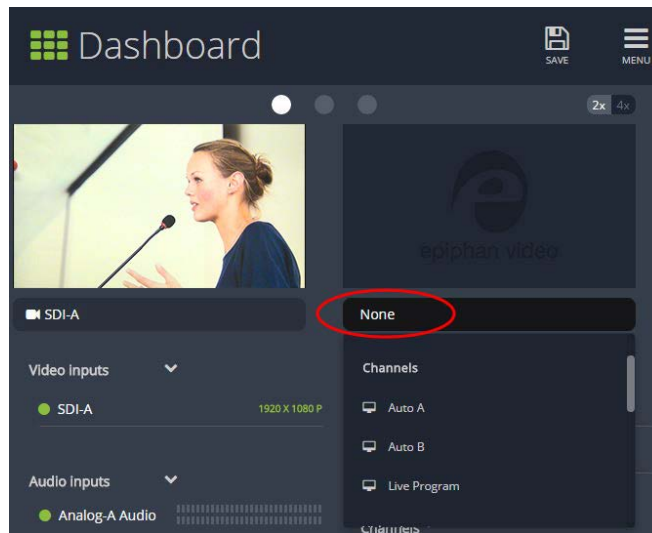 Dashboard
SAVE
MENU
2x 4x
epiphan video
SDI-A
None
Video inputs
Channels
SDI-A 1920 X 1080 P
Auto A
Auto B
Audio inputs
Live Program
Analog-A Audio
Channels